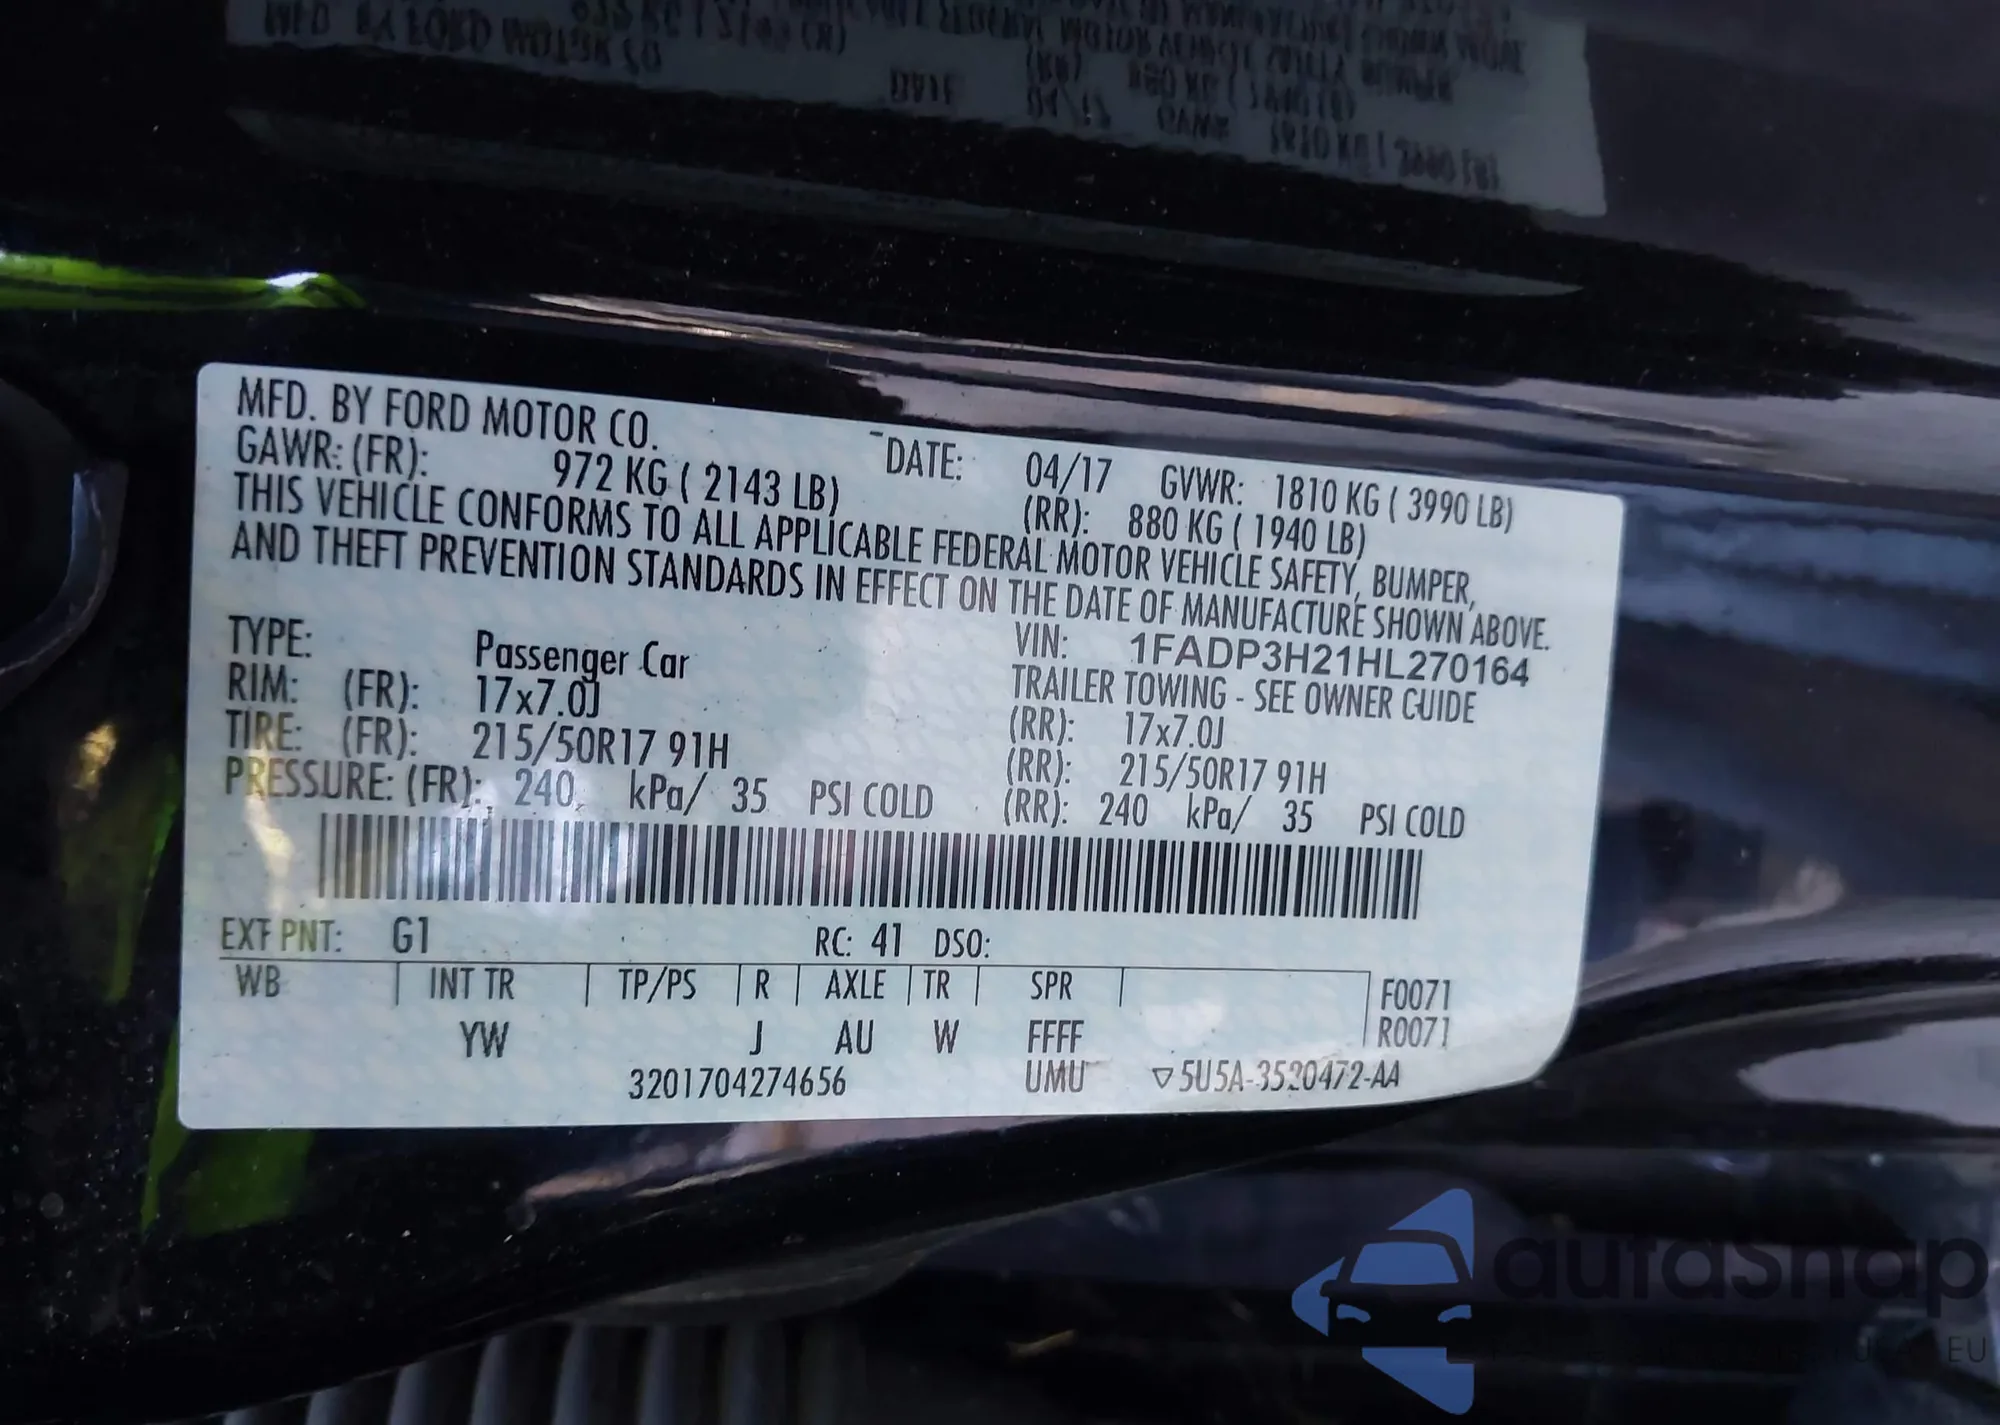 MFD. BY FORD MOTOR CO. DATE: 04/17 GVWR: 1810 KG ( 3990 LB)
GAWR: (FR): 972 KG ( 2143 LB) (RR): 880 KG ( 1940 LB)
THIS VEHICLE CONFORMS TO ALL APPLICABLE FEDERAL MOTOR VEHICLE SAFETY, BUMPER,
AND THEFT PREVENTION STANDARDS IN EFFECT ON THE DATE OF MANUFACTURE SHOWN ABOVE.
VIN: 1FADP3H21HL270164
TYPE: Passenger Car TRAILER TOWING - SEE OWNER GUIDE
RIM: (FR): 17x7.0J (RR): 17x7.0J
TIRE: (FR): 215/50R17 91H (RR): 215/50R17 91H
PRESSURE: (FR): 240 kPa/ 35 PSI COLD (RR): 240 kPa/ 35 PSI COLD
EXT PNT: G1 RC: 41 DSO:
WB INT TR TP/PS R AXLE TR SPR F0071
YW J AU W FFFF R0071
3201704274656 UMU ▽5U5A-3520472-AA
autosnap
EU